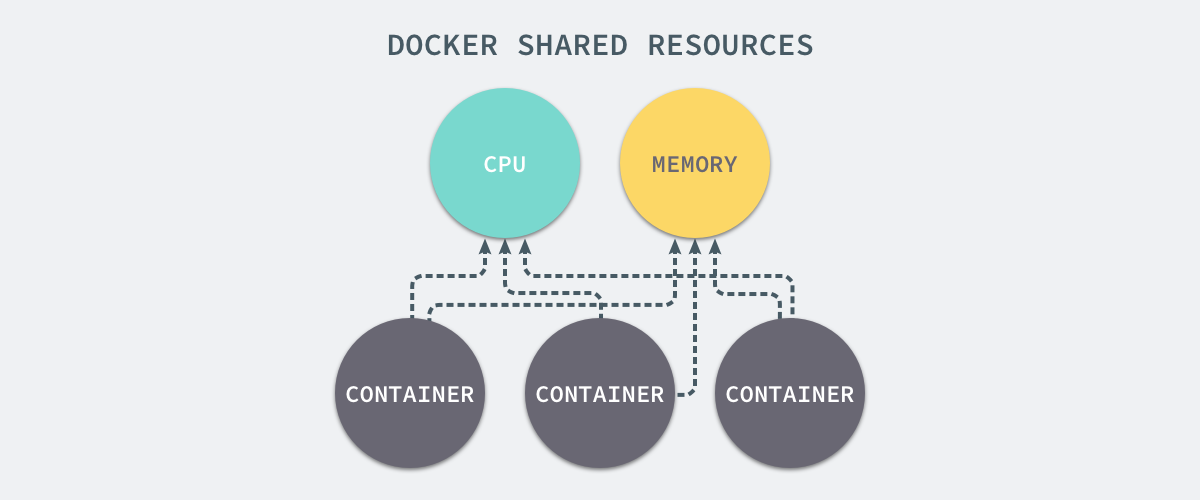 DOCKER SHARED RESOURCES
CPU
MEMORY
CONTAINER
CONTAINER
CONTAINER